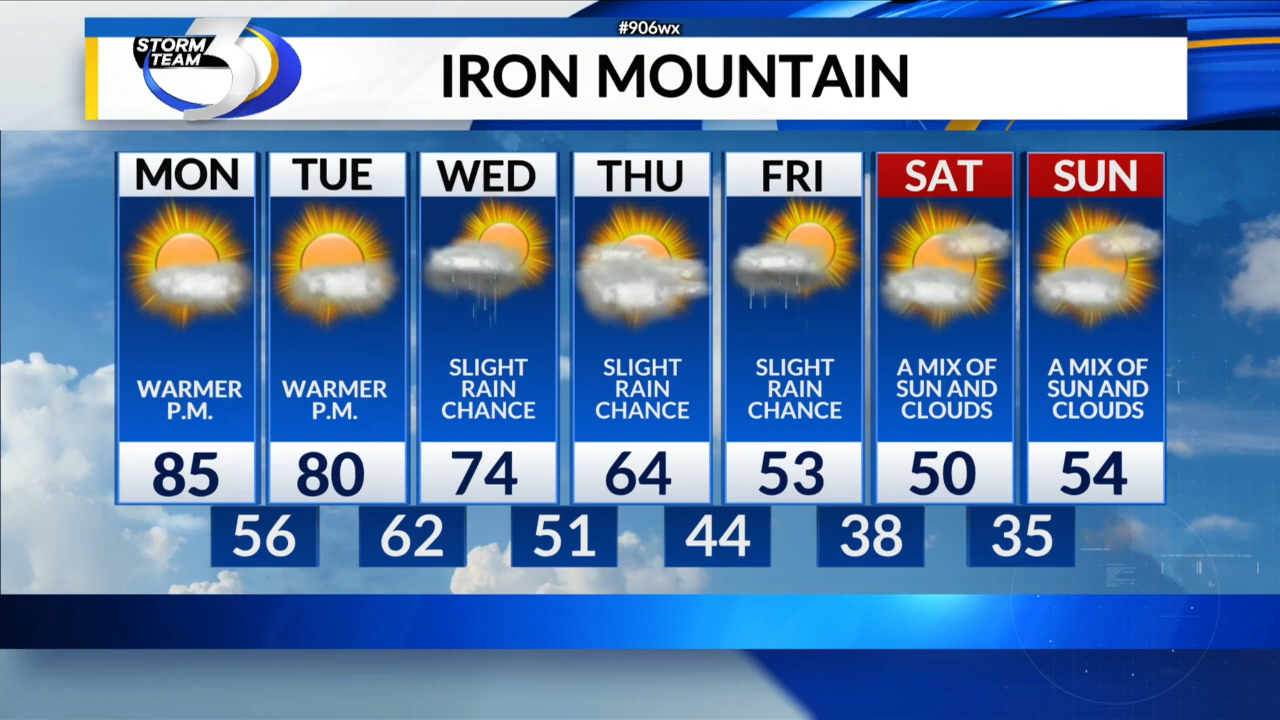 #906wx
STORM
TEAM
3
IRON MOUNTAIN
MON
TUE
WED
THU
FRI
SAT
SUN
WARMER
P.M.
WARMER
P.M.
SLIGHT
RAIN
CHANCE
SLIGHT
RAIN
CHANCE
SLIGHT
RAIN
CHANCE
A MIX OF
SUN AND
CLOUDS
A MIX OF
SUN AND
CLOUDS
85
80
74
64
53
50
54
56
62
51
44
38
35